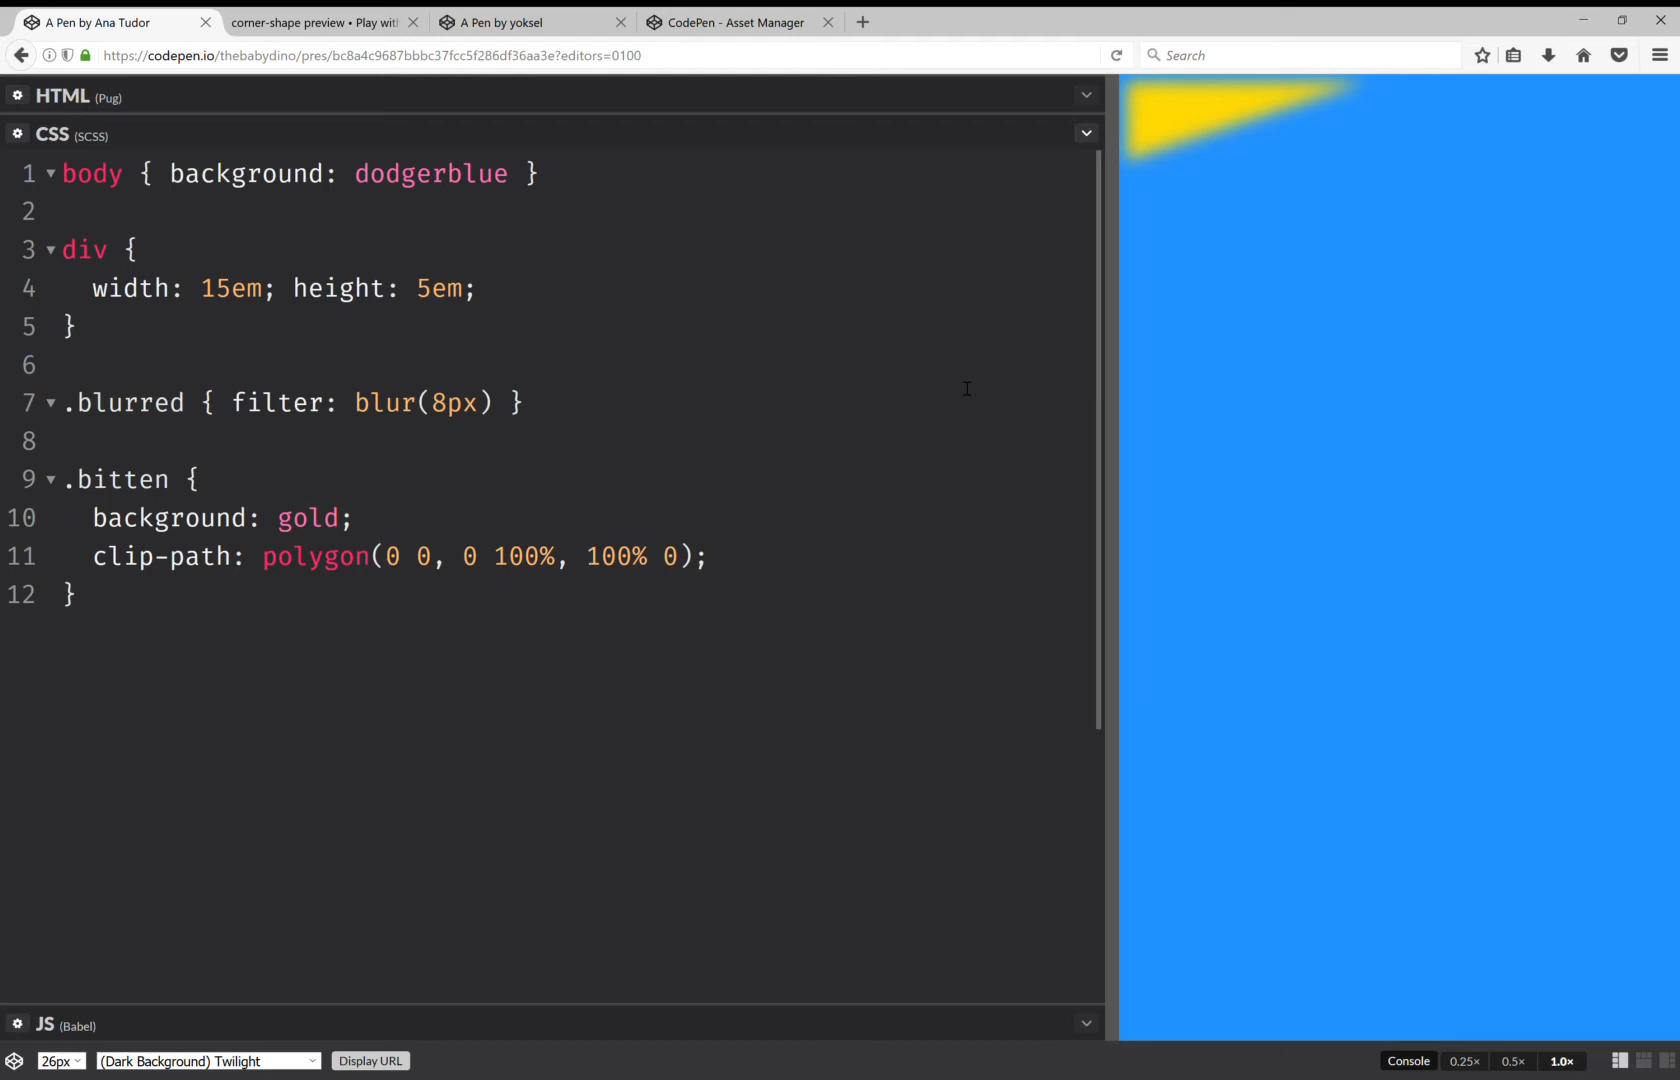 A Pen by Ana Tudor
corner-shape preview • Play wit
A Pen by yoksel
CodePen - Asset Manager
https://codepen.io/thebabydino/pres/bc8a4c9687bbbc37fcc5f286df36aa3e?editors=0100
Search
HTML (Pug)
CSS (SCSS)
1 body { background: dodgerblue }
2
3 div {
4 width: 15em; height: 5em;
5 }
6
7 .blurred { filter: blur(8px) }
8
9 .bitten {
10 background: gold;
11 clip-path: polygon(0 0, 0 100%, 100% 0);
12 }
JS (Babel)
26px
(Dark Background) Twilight
Display URL
Console
0.25×
0.5×
1.0×